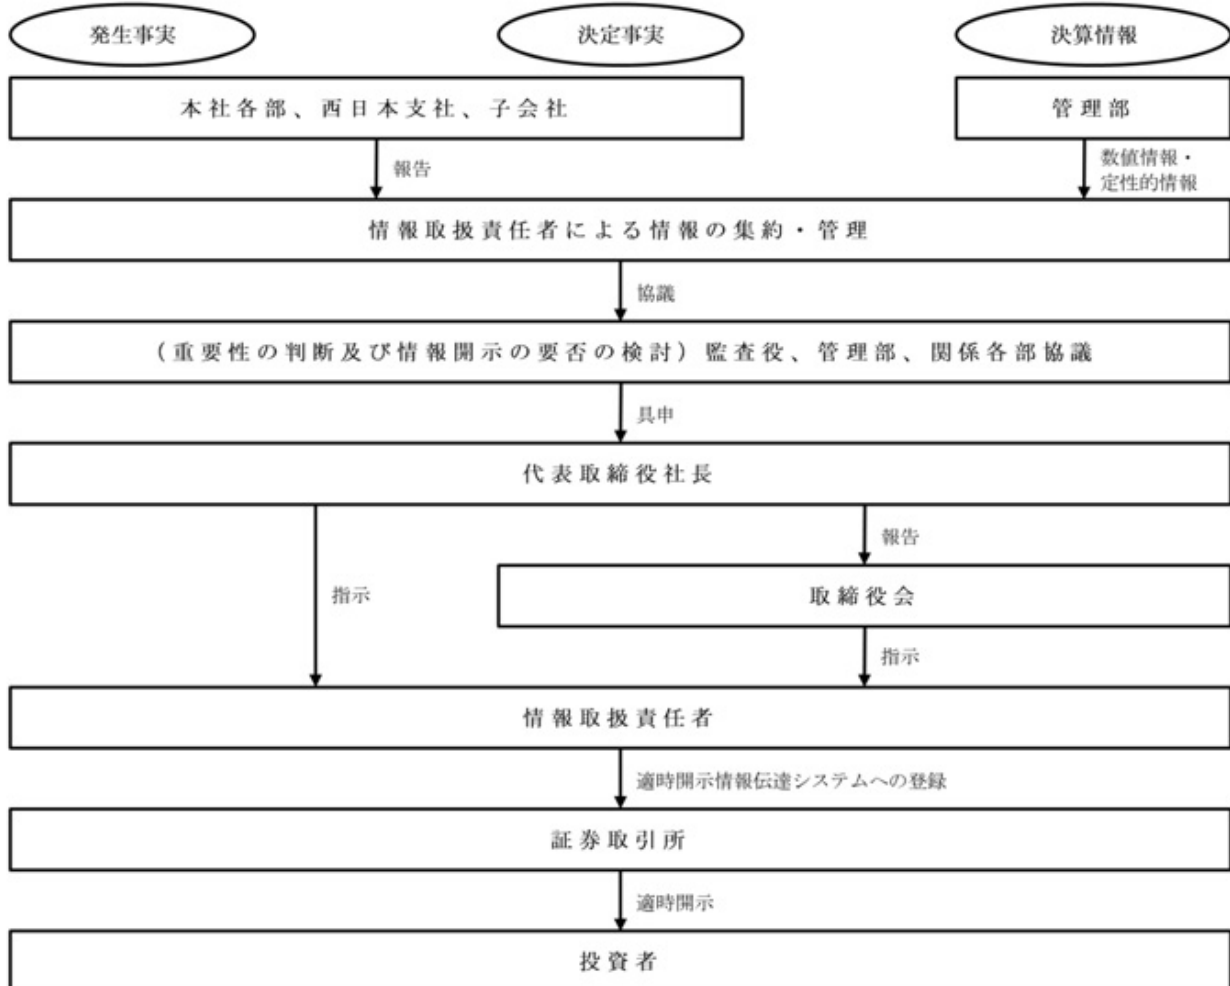 発生事実
決定事実
決算情報
本社各部、西日本支社、子会社
管理部
報告
数値情報・
定性的情報
情報取扱責任者による情報の集約・管理
協議
（重要性の判断及び情報開示の要否の検討）監査役、管理部、関係各部協議
具申
代表取締役社長
報告
指示
取締役会
指示
情報取扱責任者
適時開示情報伝達システムへの登録
証券取引所
適時開示
投資者